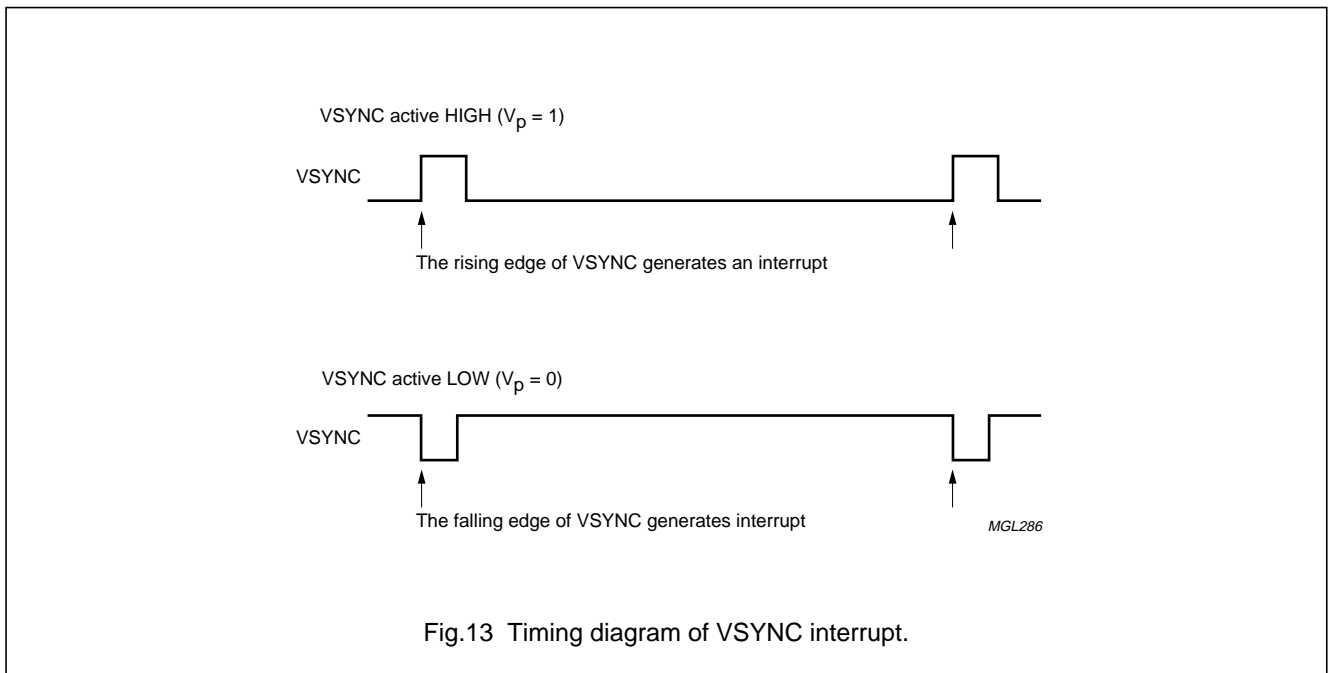 VSYNC active HIGH (Vp = 1)
VSYNC
The rising edge of VSYNC generates an interrupt
VSYNC active LOW (Vp = 0)
VSYNC
The falling edge of VSYNC generates interrupt
MGL286
Fig.13 Timing diagram of VSYNC interrupt.